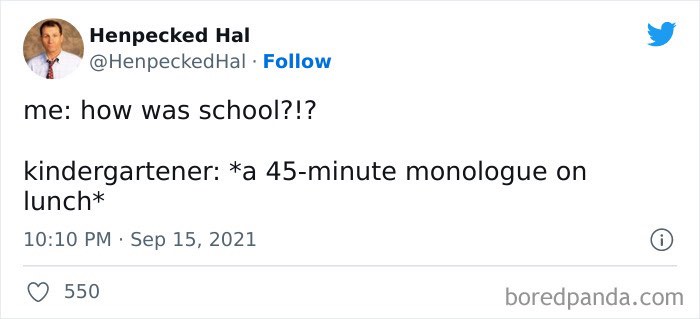 Henpecked Hal
@HenpeckedHal · Follow
me: how was school?!?
kindergartener: *a 45-minute monologue on
lunch*
10:10 PM · Sep 15, 2021
550
boredpanda.com